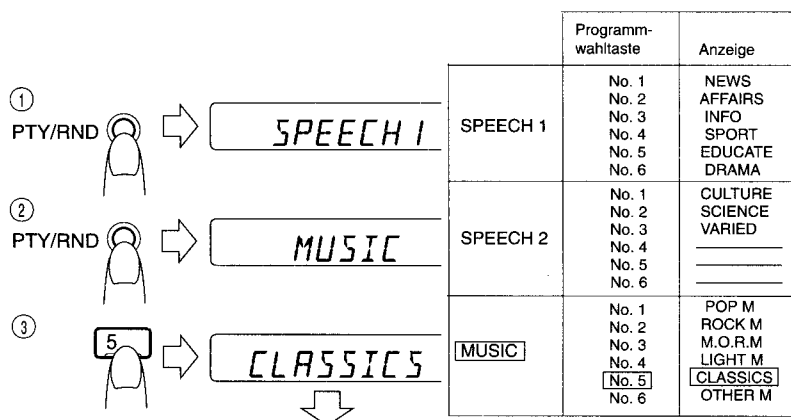 ①
PTY/RND
SPEECH 1
②
PTY/RND
MUSIC
③
5
CLASSICS
Programm-
wahltaste Anzeige
SPEECH 1
No. 1 NEWS
No. 2 AFFAIRS
No. 3 INFO
No. 4 SPORT
No. 5 EDUCATE
No. 6 DRAMA
SPEECH 2
No. 1 CULTURE
No. 2 SCIENCE
No. 3 VARIED
No. 4
No. 5
No. 6
MUSIC
No. 1 POP M
No. 2 ROCK M
No. 3 M.O.R.M
No. 4 LIGHT M
No. 5 CLASSICS
No. 6 OTHER M